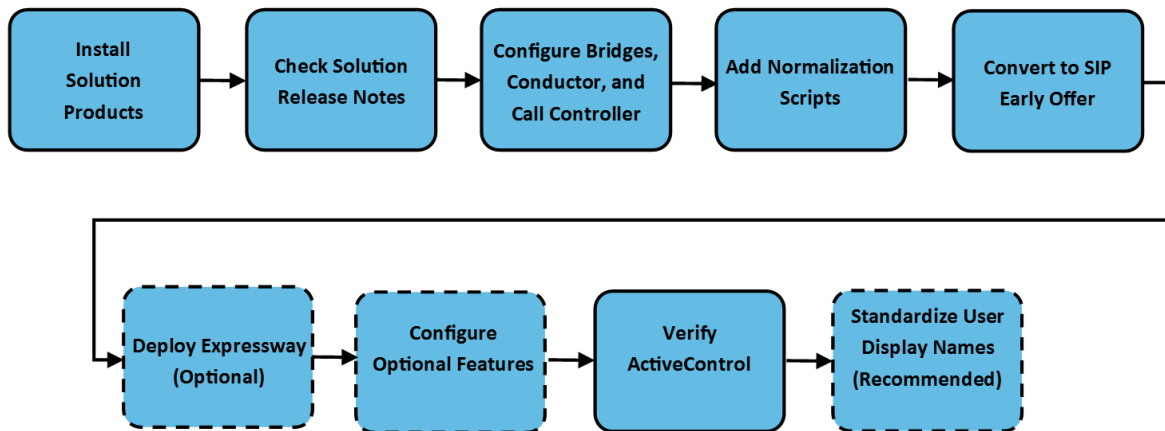 Install
Solution
Products
Check Solution
Release Notes
Configure Bridges,
Conductor, and
Call Controller
Add Normalization
Scripts
Convert to SIP
Early Offer
Deploy Expressway
(Optional)
Configure
Optional Features
Verify
ActiveControl
Standardize User
Display Names
(Recommended)